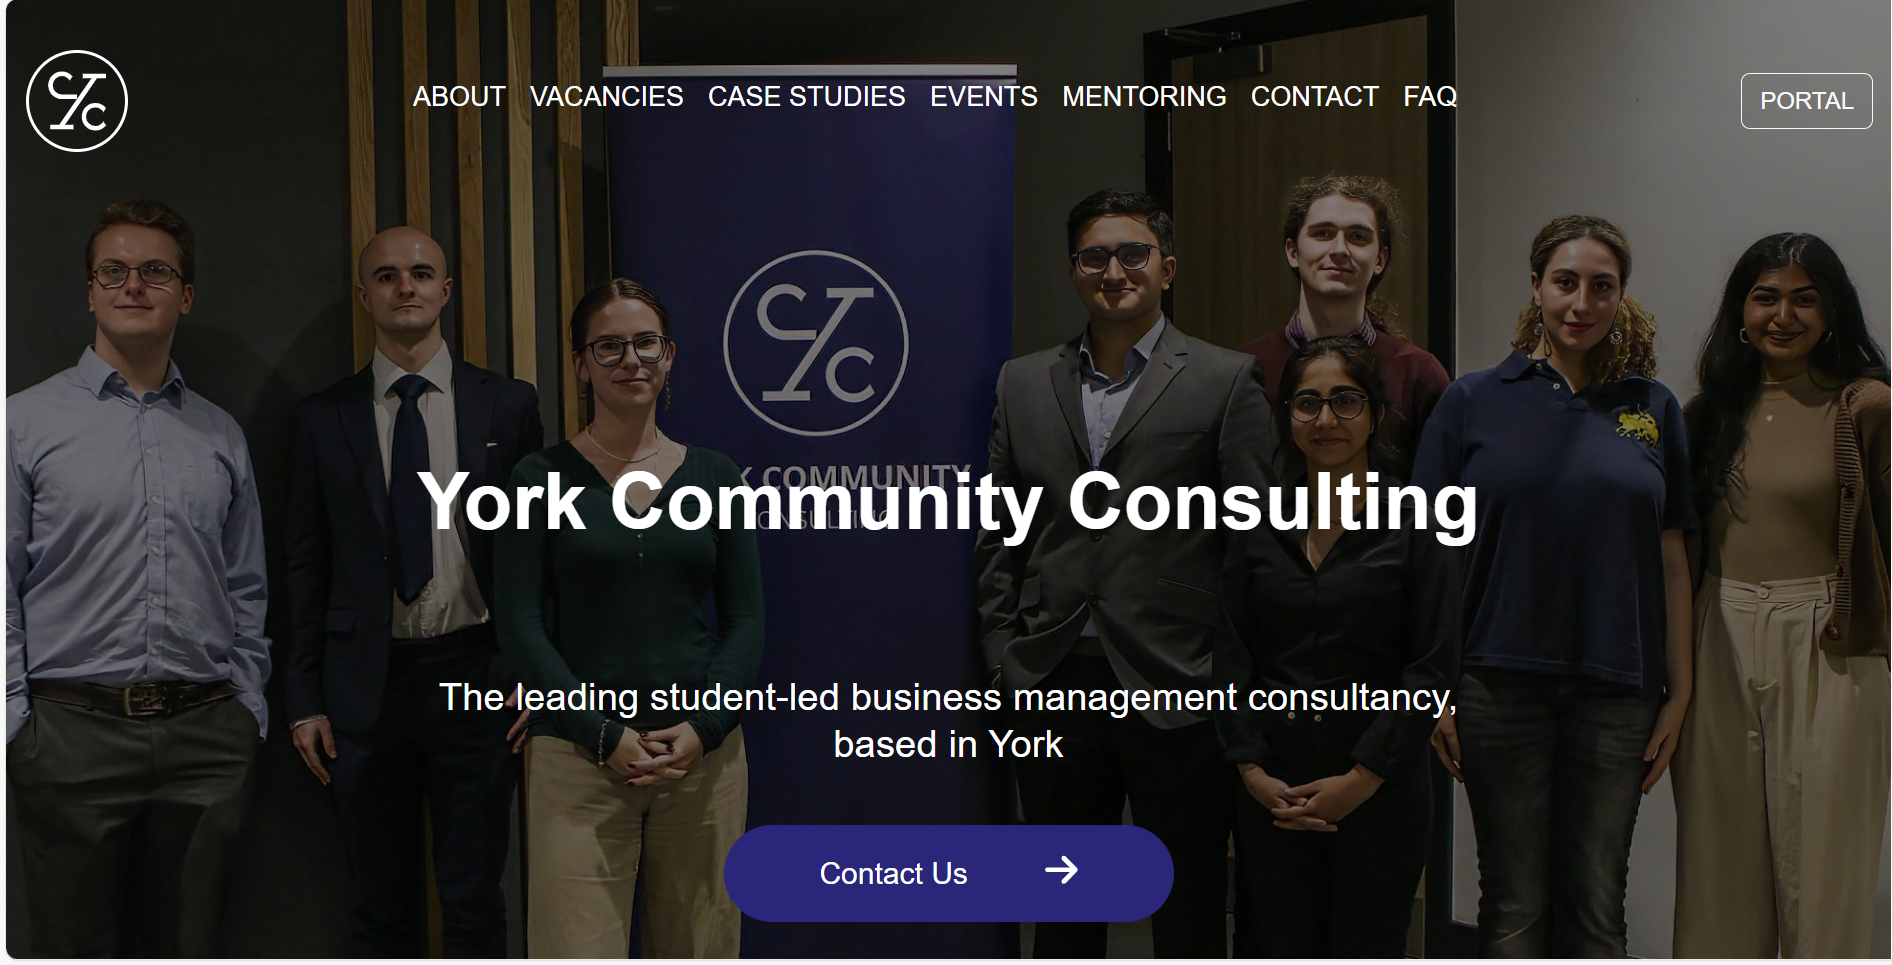 CYC
ABOUT VACANCIES CASE STUDIES EVENTS MENTORING CONTACT FAQ
PORTAL
CYC
K COMMUNITY
CONSULTING
York Community Consulting
The leading student-led business management consultancy,
based in York
Contact Us